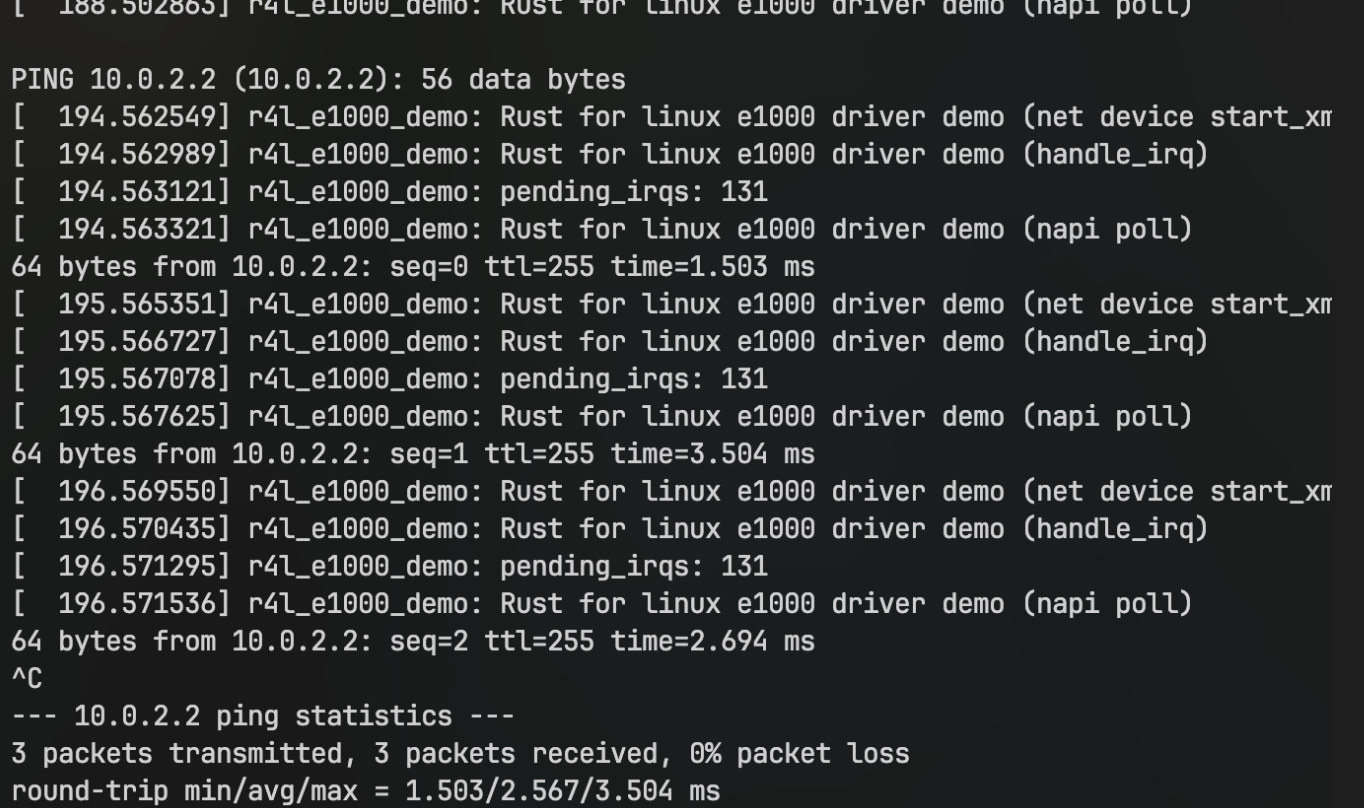 [  188.502863] r4l_e1000_demo: Rust for linux e1000 driver demo (napi poll)
PING 10.0.2.2 (10.0.2.2): 56 data bytes
[  194.562549] r4l_e1000_demo: Rust for linux e1000 driver demo (net device start_xm
[  194.562989] r4l_e1000_demo: Rust for linux e1000 driver demo (handle_irq)
[  194.563121] r4l_e1000_demo: pending_irqs: 131
[  194.563321] r4l_e1000_demo: Rust for linux e1000 driver demo (napi poll)
64 bytes from 10.0.2.2: seq=0 ttl=255 time=1.503 ms
[  195.565351] r4l_e1000_demo: Rust for linux e1000 driver demo (net device start_xm
[  195.566727] r4l_e1000_demo: Rust for linux e1000 driver demo (handle_irq)
[  195.567078] r4l_e1000_demo: pending_irqs: 131
[  195.567625] r4l_e1000_demo: Rust for linux e1000 driver demo (napi poll)
64 bytes from 10.0.2.2: seq=1 ttl=255 time=3.504 ms
[  196.569550] r4l_e1000_demo: Rust for linux e1000 driver demo (net device start_xm
[  196.570435] r4l_e1000_demo: Rust for linux e1000 driver demo (handle_irq)
[  196.571295] r4l_e1000_demo: pending_irqs: 131
[  196.571536] r4l_e1000_demo: Rust for linux e1000 driver demo (napi poll)
64 bytes from 10.0.2.2: seq=2 ttl=255 time=2.694 ms
^C
--- 10.0.2.2 ping statistics ---
3 packets transmitted, 3 packets received, 0% packet loss
round-trip min/avg/max = 1.503/2.567/3.504 ms